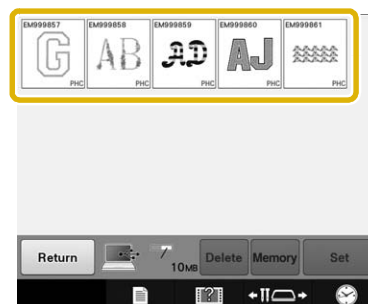 EM999857 EM999858 EM999859 EM999860 EM999861
G AB AD AJ
PHC PHC PHC PHC PHC
Return 10MB Delete Memory Set
?